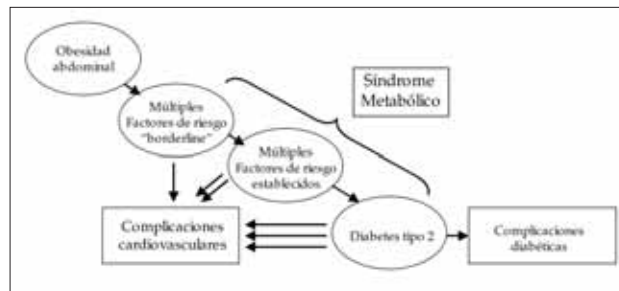 Obesidad
abdominal
Síndrome
Metabólico
Múltiples
Factores de riesgo
"borderline"
Múltiples
Factores de riesgo
establecidos
Complicaciones
cardiovasculares
Diabetes tipo 2
Complicaciones
diabéticas